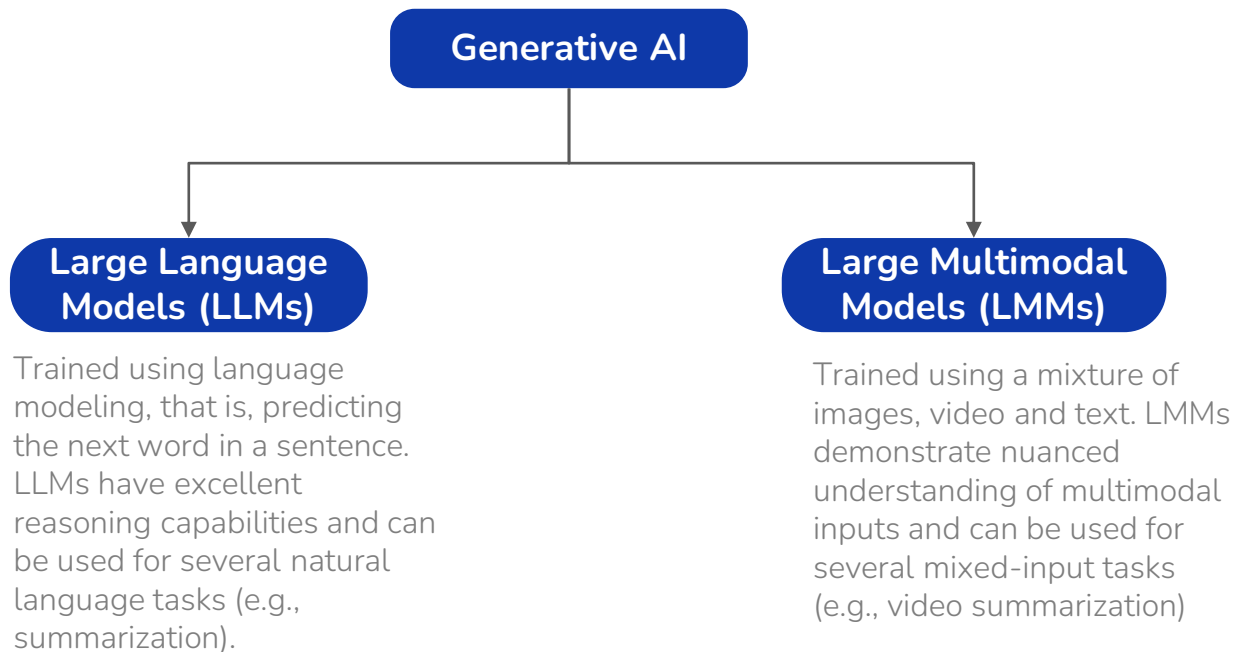 Generative AI
Large Language
Models (LLMs)
Trained using language
modeling, that is, predicting
the next word in a sentence.
LLMs have excellent
reasoning capabilities and can
be used for several natural
language tasks (e.g.,
summarization).
Large Multimodal
Models (LMMs)
Trained using a mixture of
images, video and text. LMMs
demonstrate nuanced
understanding of multimodal
inputs and can be used for
several mixed-input tasks
(e.g., video summarization)